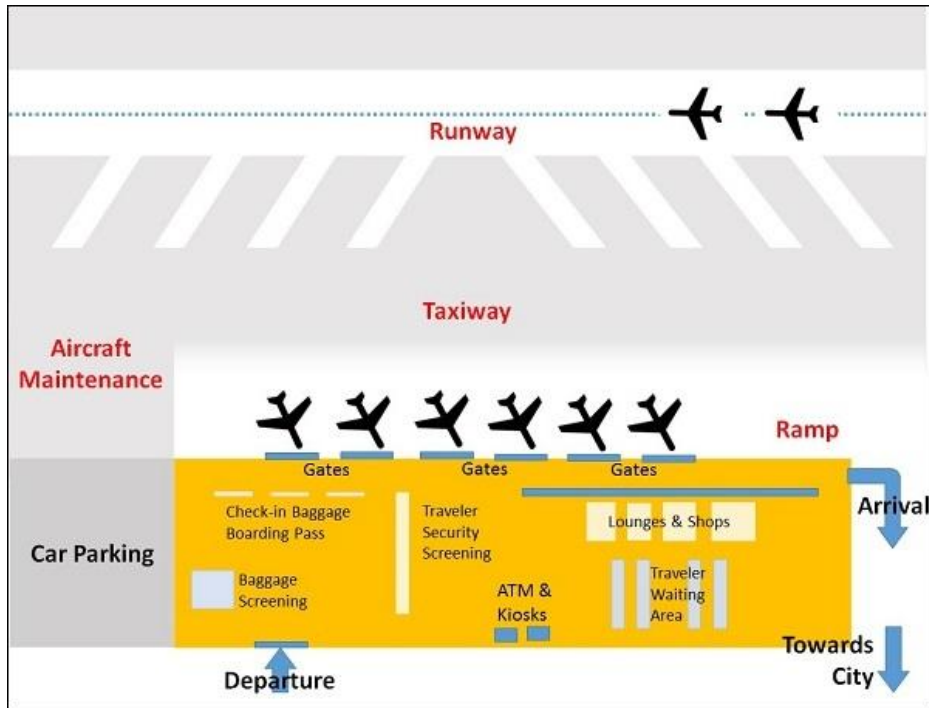 Runway
Taxiway
Aircraft
Maintenance
Ramp
Gates
Gates
Gates
Check-in Baggage
Boarding Pass
Traveler
Security
Screening
Lounges & Shops
Arrival
Car Parking
Baggage
Screening
ATM &
Kiosks
Traveler
Waiting
Area
Departure
Towards
City